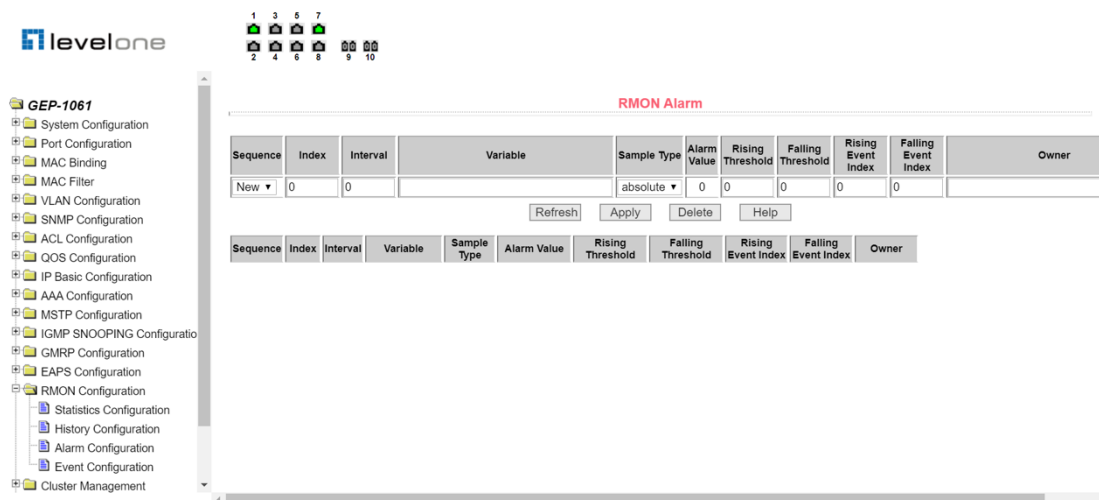 1 3 5 7
levelone
2 4 6 8 9 10
GEP-1061
System Configuration
Port Configuration
MAC Binding
MAC Filter
VLAN Configuration
SNMP Configuration
ACL Configuration
QOS Configuration
IP Basic Configuration
AAA Configuration
MSTP Configuration
IGMP SNOOPING Configuratio
GMRP Configuration
EAPS Configuration
RMON Configuration
Statistics Configuration
History Configuration
Alarm Configuration
Event Configuration
Cluster Management
RMON Alarm
Sequence Index Interval Variable Sample Type Alarm Value Rising Threshold Falling Threshold Rising Event Index Falling Event Index Owner
New 0 0 absolute 0 0 0 0 0
Refresh Apply Delete Help
Sequence Index Interval Variable Sample Type Alarm Value Rising Threshold Falling Threshold Rising Event Index Falling Event Index Owner